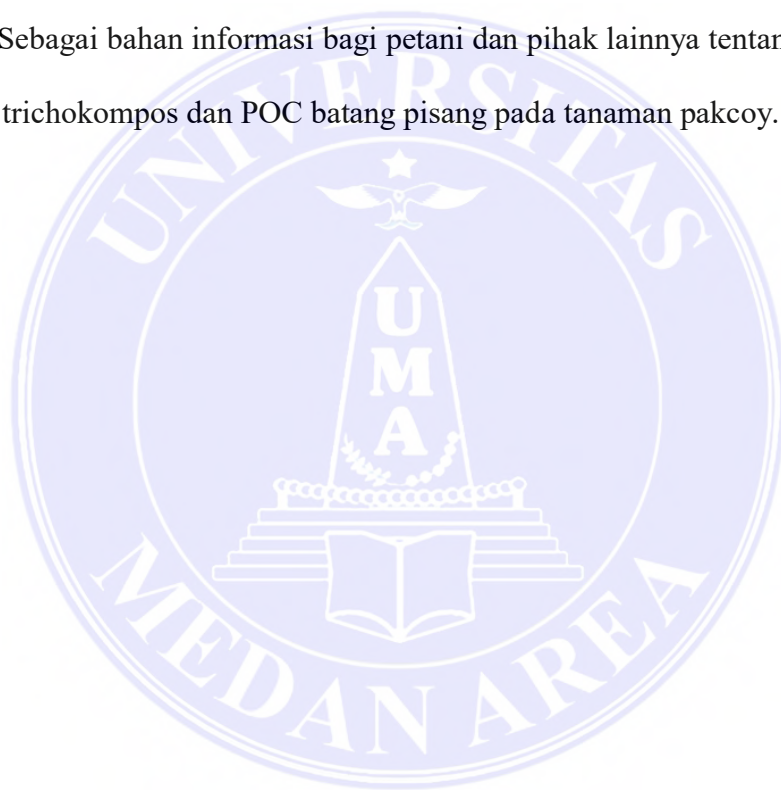 Sebagai bahan informasi bagi petani dan pihak lainnya
trichokompos dan POC batang pisang pada tanaman pakcoy.
UNIVERSITAS
UMA
MEDAN AREA